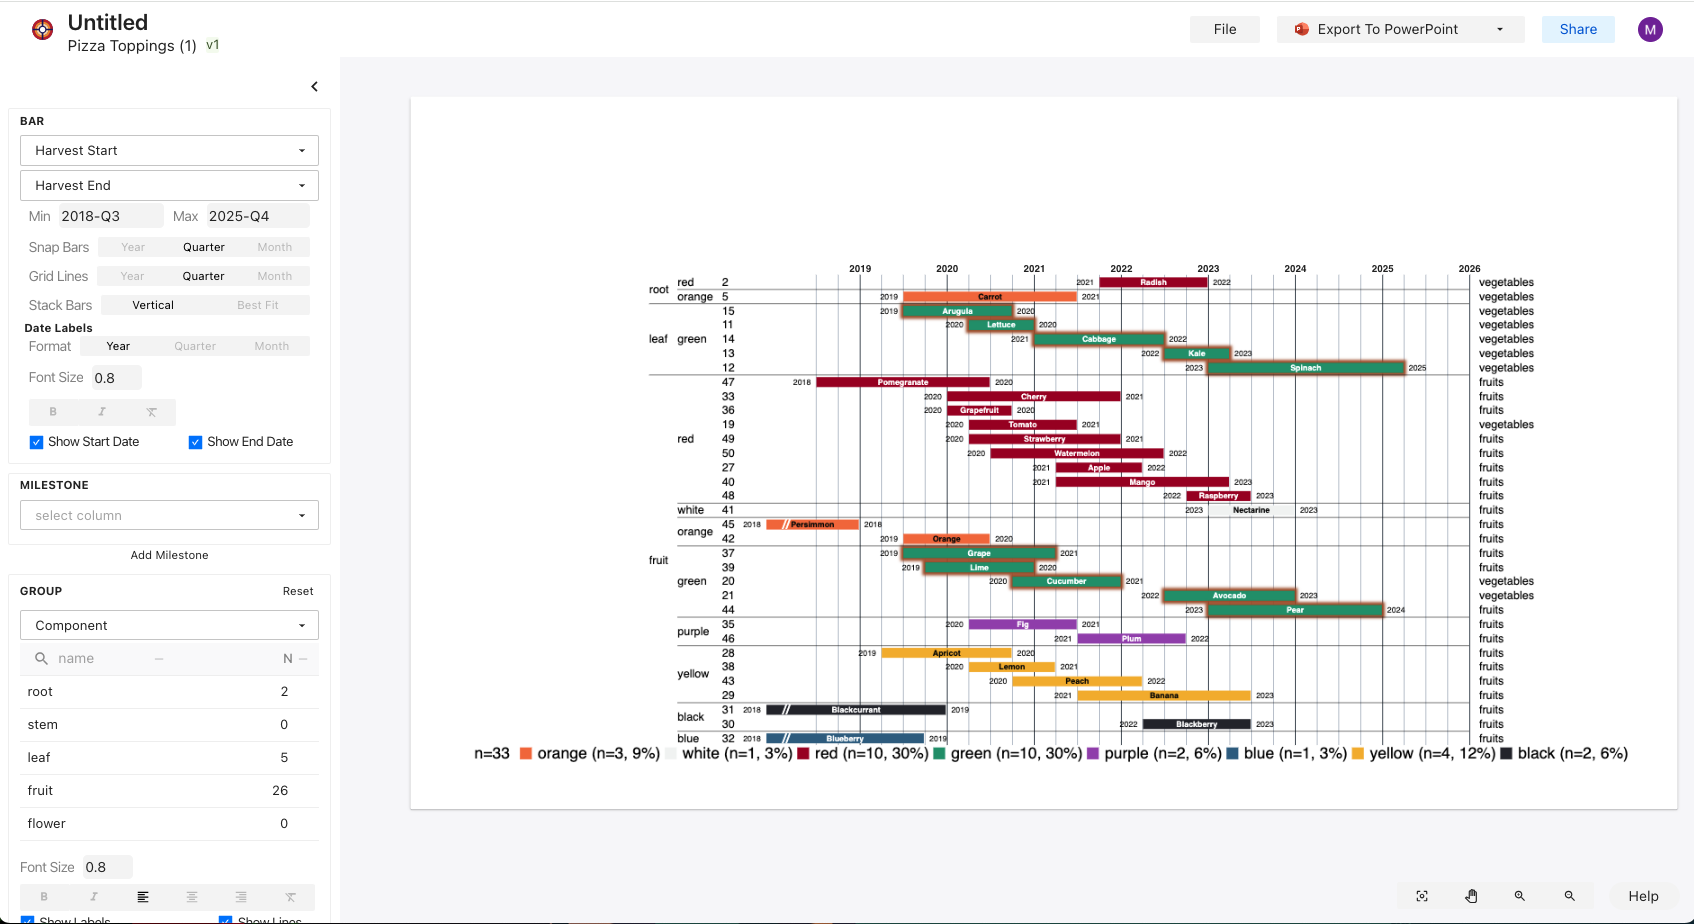 Untitled
Pizza Toppings (1) v1
File
Export To PowerPoint
Share
M
BAR
Harvest Start
Harvest End
Min 2018-Q3 Max 2025-Q4
Snap Bars Year Quarter Month
Grid Lines Year Quarter Month
Stack Bars Vertical Best Fit
Date Labels
Format Year Quarter Month
Font Size 0.8
B I
Show Start Date Show End Date
MILESTONE
select column
Add Milestone
GROUP Reset
Component
name N
root 2
stem 0
leaf 5
fruit 26
flower 0
Font Size 0.8
B I
Show Labels Show Lines
2019 2020 2021 2022 2023 2024 2025 2026
root red 2 2021 Radish 2022 vegetables
orange 5 2019 Carrot 2021 vegetables
15 2019 Arugula 2020 vegetables
11 2020 Lettuce 2020 vegetables
leaf green 14 2021 Cabbage 2022 vegetables
13 2022 Kale 2023 vegetables
12 2023 Spinach 2025 vegetables
47 2018 Pomegranate 2020 fruits
33 2020 Cherry 2021 fruits
36 2020 Grapefruit 2020 fruits
19 2020 Tomato 2021 vegetables
red 49 2020 Strawberry 2021 fruits
50 2020 Watermelon 2022 fruits
27 2021 Apple 2022 fruits
40 2021 Mango 2023 fruits
48 2022 Raspberry 2023 fruits
white 41 2023 Nectarine 2023 fruits
orange 45 2018 Persimmon 2018 fruits
42 2019 Orange 2020 fruits
fruit 37 2019 Grape 2021 fruits
39 2019 Lime 2020 fruits
green 20 2020 Cucumber 2021 vegetables
21 2022 Avocado 2023 vegetables
44 2023 Pear 2024 fruits
purple 35 2020 Fig 2021 fruits
46 2021 Plum 2022 fruits
28 2019 Apricot 2020 fruits
yellow 38 2020 Lemon 2021 fruits
43 2020 Peach 2022 fruits
29 2021 Banana 2023 fruits
black 31 2018 Blackcurrant 2019 fruits
30 2022 Blackberry 2023 fruits
blue 32 2018 Blueberry 2019 fruits
n=33 orange (n=3, 9%) white (n=1, 3%) red (n=10, 30%) green (n=10, 30%) purple (n=2, 6%) blue (n=1, 3%) yellow (n=4, 12%) black (n=2, 6%)
Help